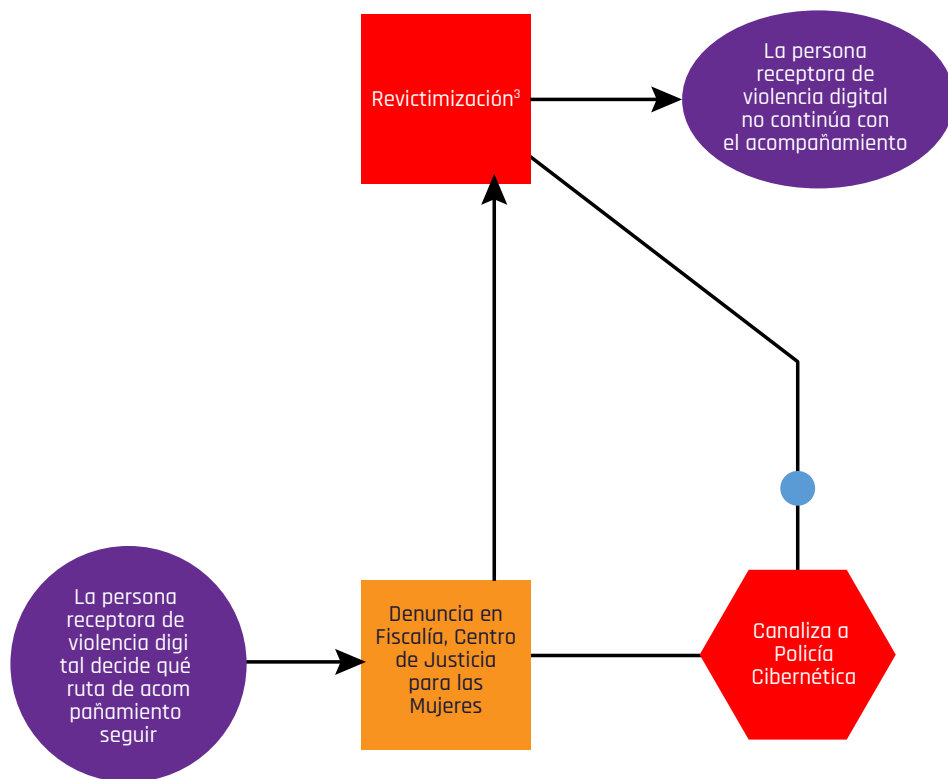 Revictimización³
La persona
receptora de
violencia digital
no continúa con
el acompañamiento
La persona
receptora de
violencia digi
tal decide qué
ruta de acom
pañamiento
seguir
Denuncia en
Fiscalía, Centro
de Justicia
para las
Mujeres
Canaliza a
Policía
Cibernética